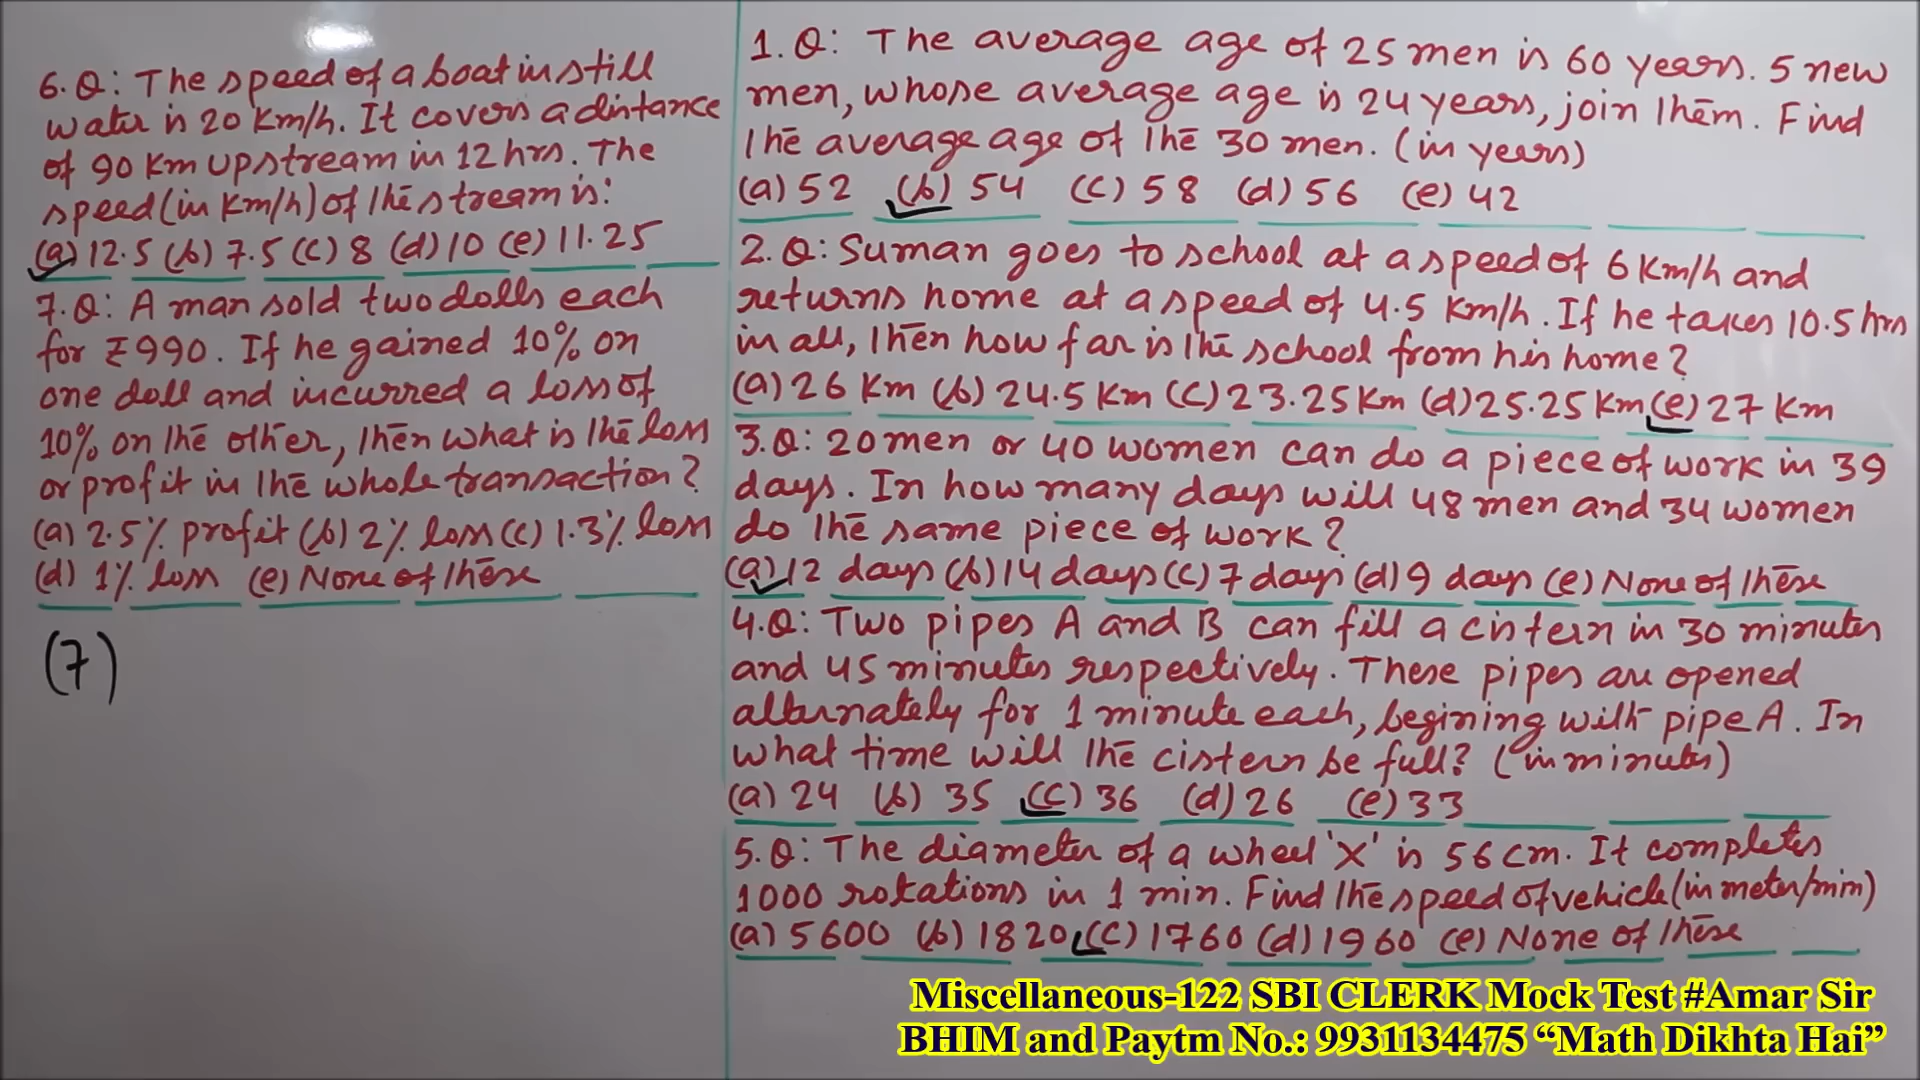 6.Q: The speed of a boat in still
water is 20 Km/h. It covers a distance
of 90 Km upstream in 12 hrs. The
speed (in Km/h) of the stream is:
(a) 12.5 (b) 7.5 (c) 8 (d) 10 (e) 11.25
7.Q: A man sold two dolls each
for ₹990. If he gained 10% on
one doll and incurred a loss of
10% on the other, then what is the loss
or profit in the whole transaction?
(a) 2.5% profit (b) 2% loss (c) 1.3% loss
(d) 1% loss (e) None of these
(7)
1.Q: The average age of 25 men is 60 years. 5 new
men, whose average age is 24 years, join them. Find
the average age of the 30 men. (in years)
(a) 52 (b) 54 (c) 58 (d) 56 (e) 42
2.Q: Suman goes to school at a speed of 6 Km/h and
returns home at a speed of 4.5 Km/h. If he takes 10.5 hrs
in all, then how far is the school from his home?
(a) 26 Km (b) 24.5 Km (c) 23.25 Km (d) 25.25 Km (e) 27 Km
3.Q: 20 men or 40 women can do a piece of work in 39
days. In how many days will 48 men and 34 women
do the same piece of work?
(a) 12 days (b) 14 days (c) 7 days (d) 9 days (e) None of these
4.Q: Two pipes A and B can fill a cistern in 30 minutes
and 45 minutes respectively. These pipes are opened
alternately for 1 minute each, begining with pipe A. In
what time will the cistern be full? (in minutes)
(a) 24 (b) 35 (c) 36 (d) 26 (e) 33
5.Q: The diameter of a wheel 'X' is 56 cm. It completes
1000 rotations in 1 min. Find the speed of vehicle (in meter/min)
(a) 5600 (b) 1820 (c) 1760 (d) 1960 (e) None of these
Miscellaneous-122 SBI CLERK Mock Test #Amar Sir
BHIM and Paytm No.: 9931134475 “Math Dikhta Hai”